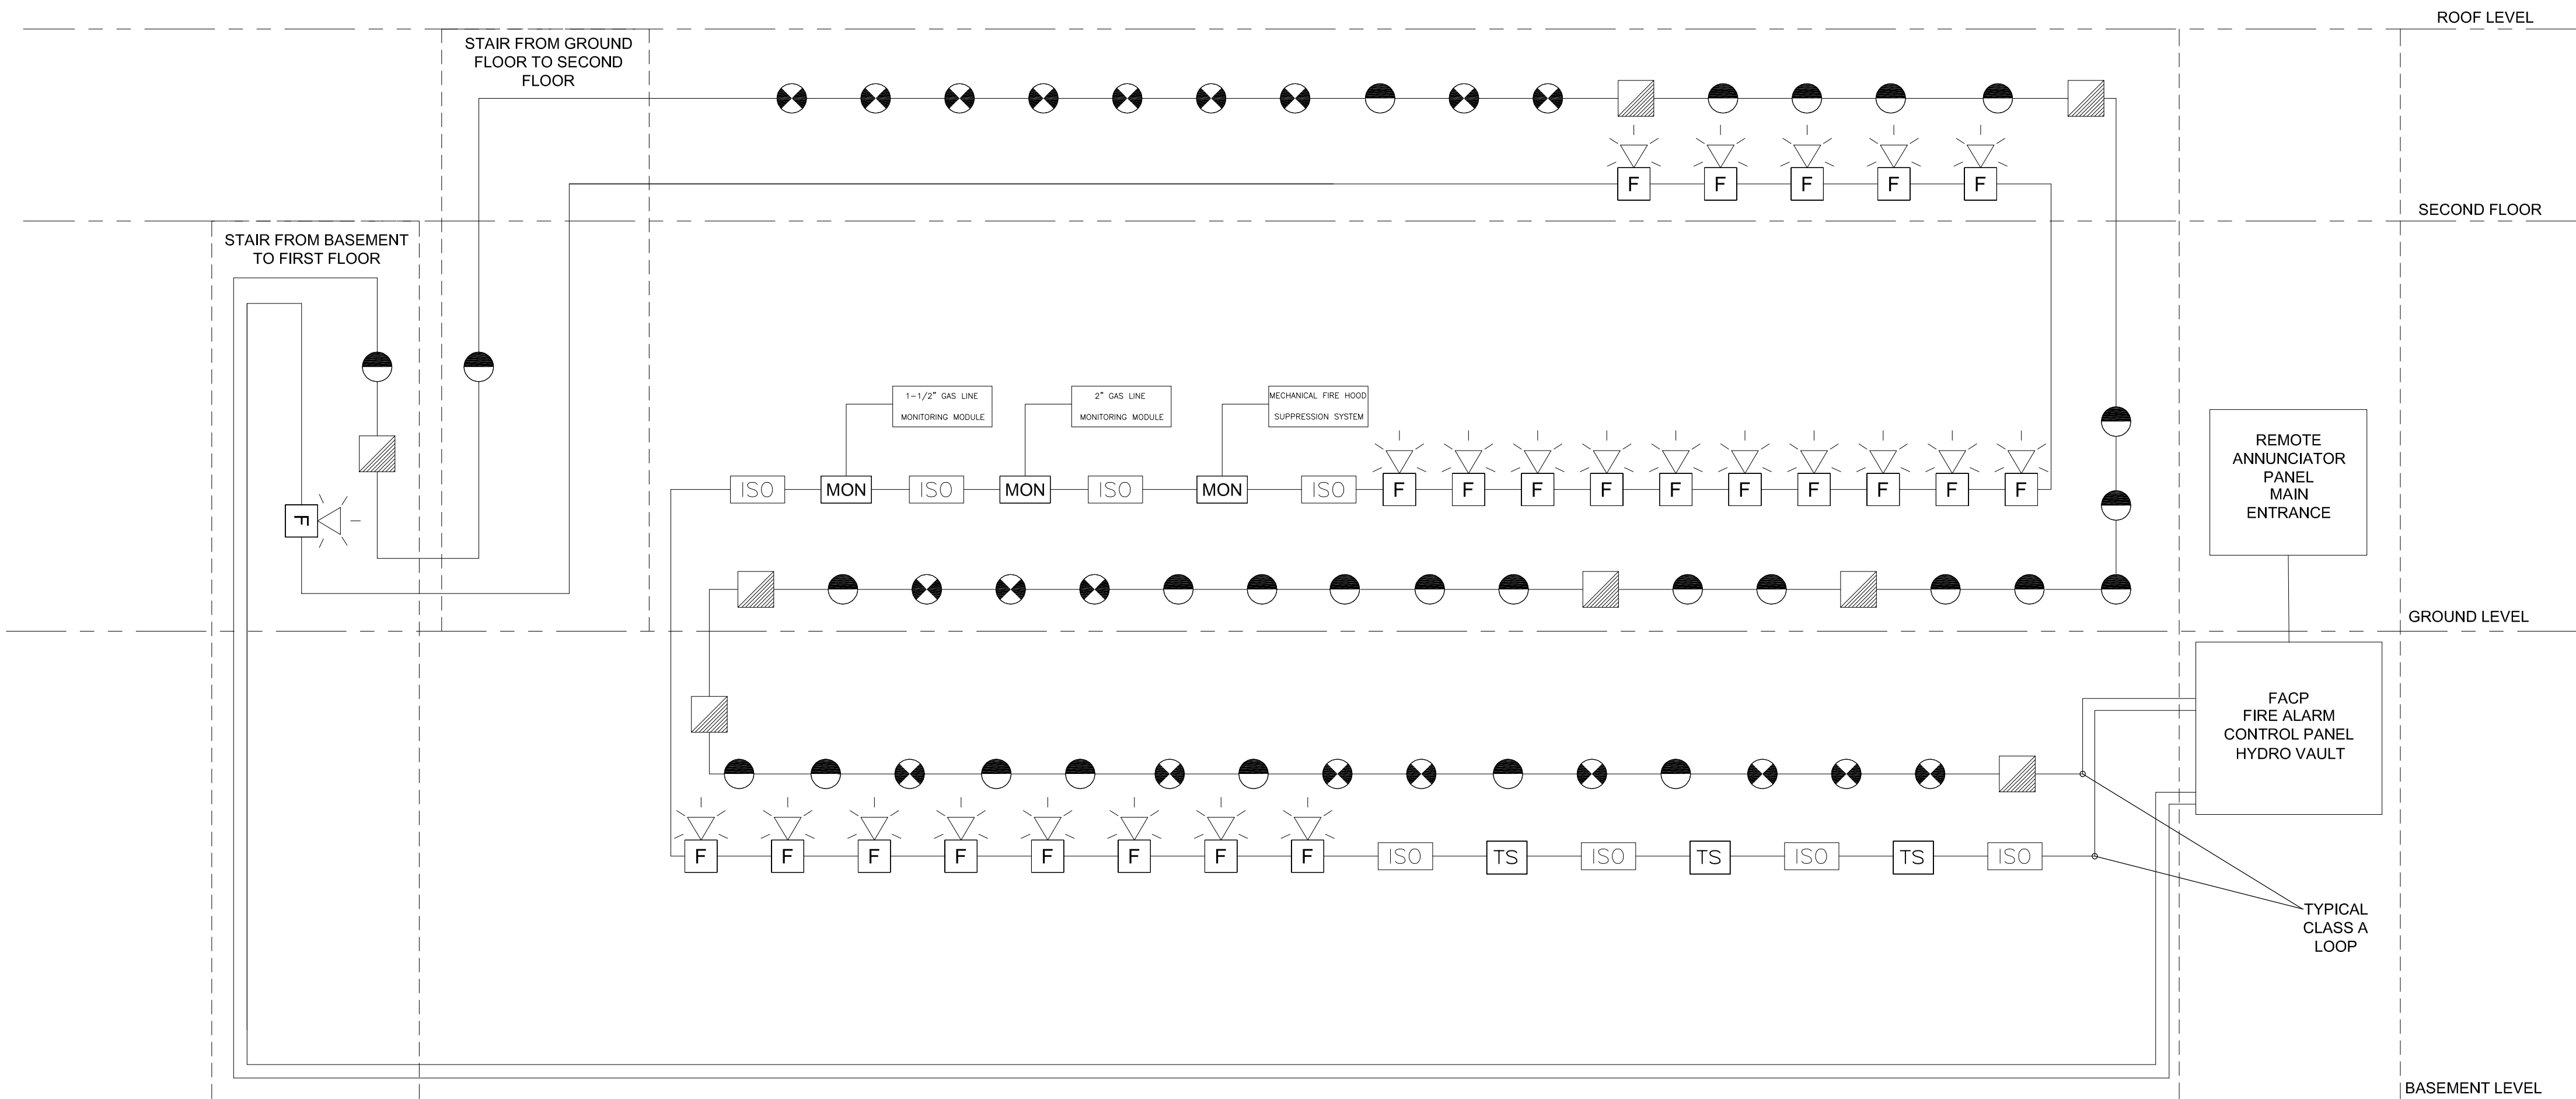 ROOF LEVEL
STAIR FROM GROUND
FLOOR TO SECOND
FLOOR
F F F F F
SECOND FLOOR
STAIR FROM BASEMENT
TO FIRST FLOOR
1-1/2" GAS LINE
MONITORING MODULE
2" GAS LINE
MONITORING MODULE
MECHANICAL FIRE HOOD
SUPPRESSION SYSTEM
ISO MON ISO MON ISO MON ISO F F F F F F F F F F
F
REMOTE
ANNUNCIATOR
PANEL
MAIN
ENTRANCE
GROUND LEVEL
FACP
FIRE ALARM
CONTROL PANEL
HYDRO VAULT
F F F F F F F F ISO TS ISO TS ISO TS ISO
TYPICAL
CLASS A
LOOP
BASEMENT LEVEL